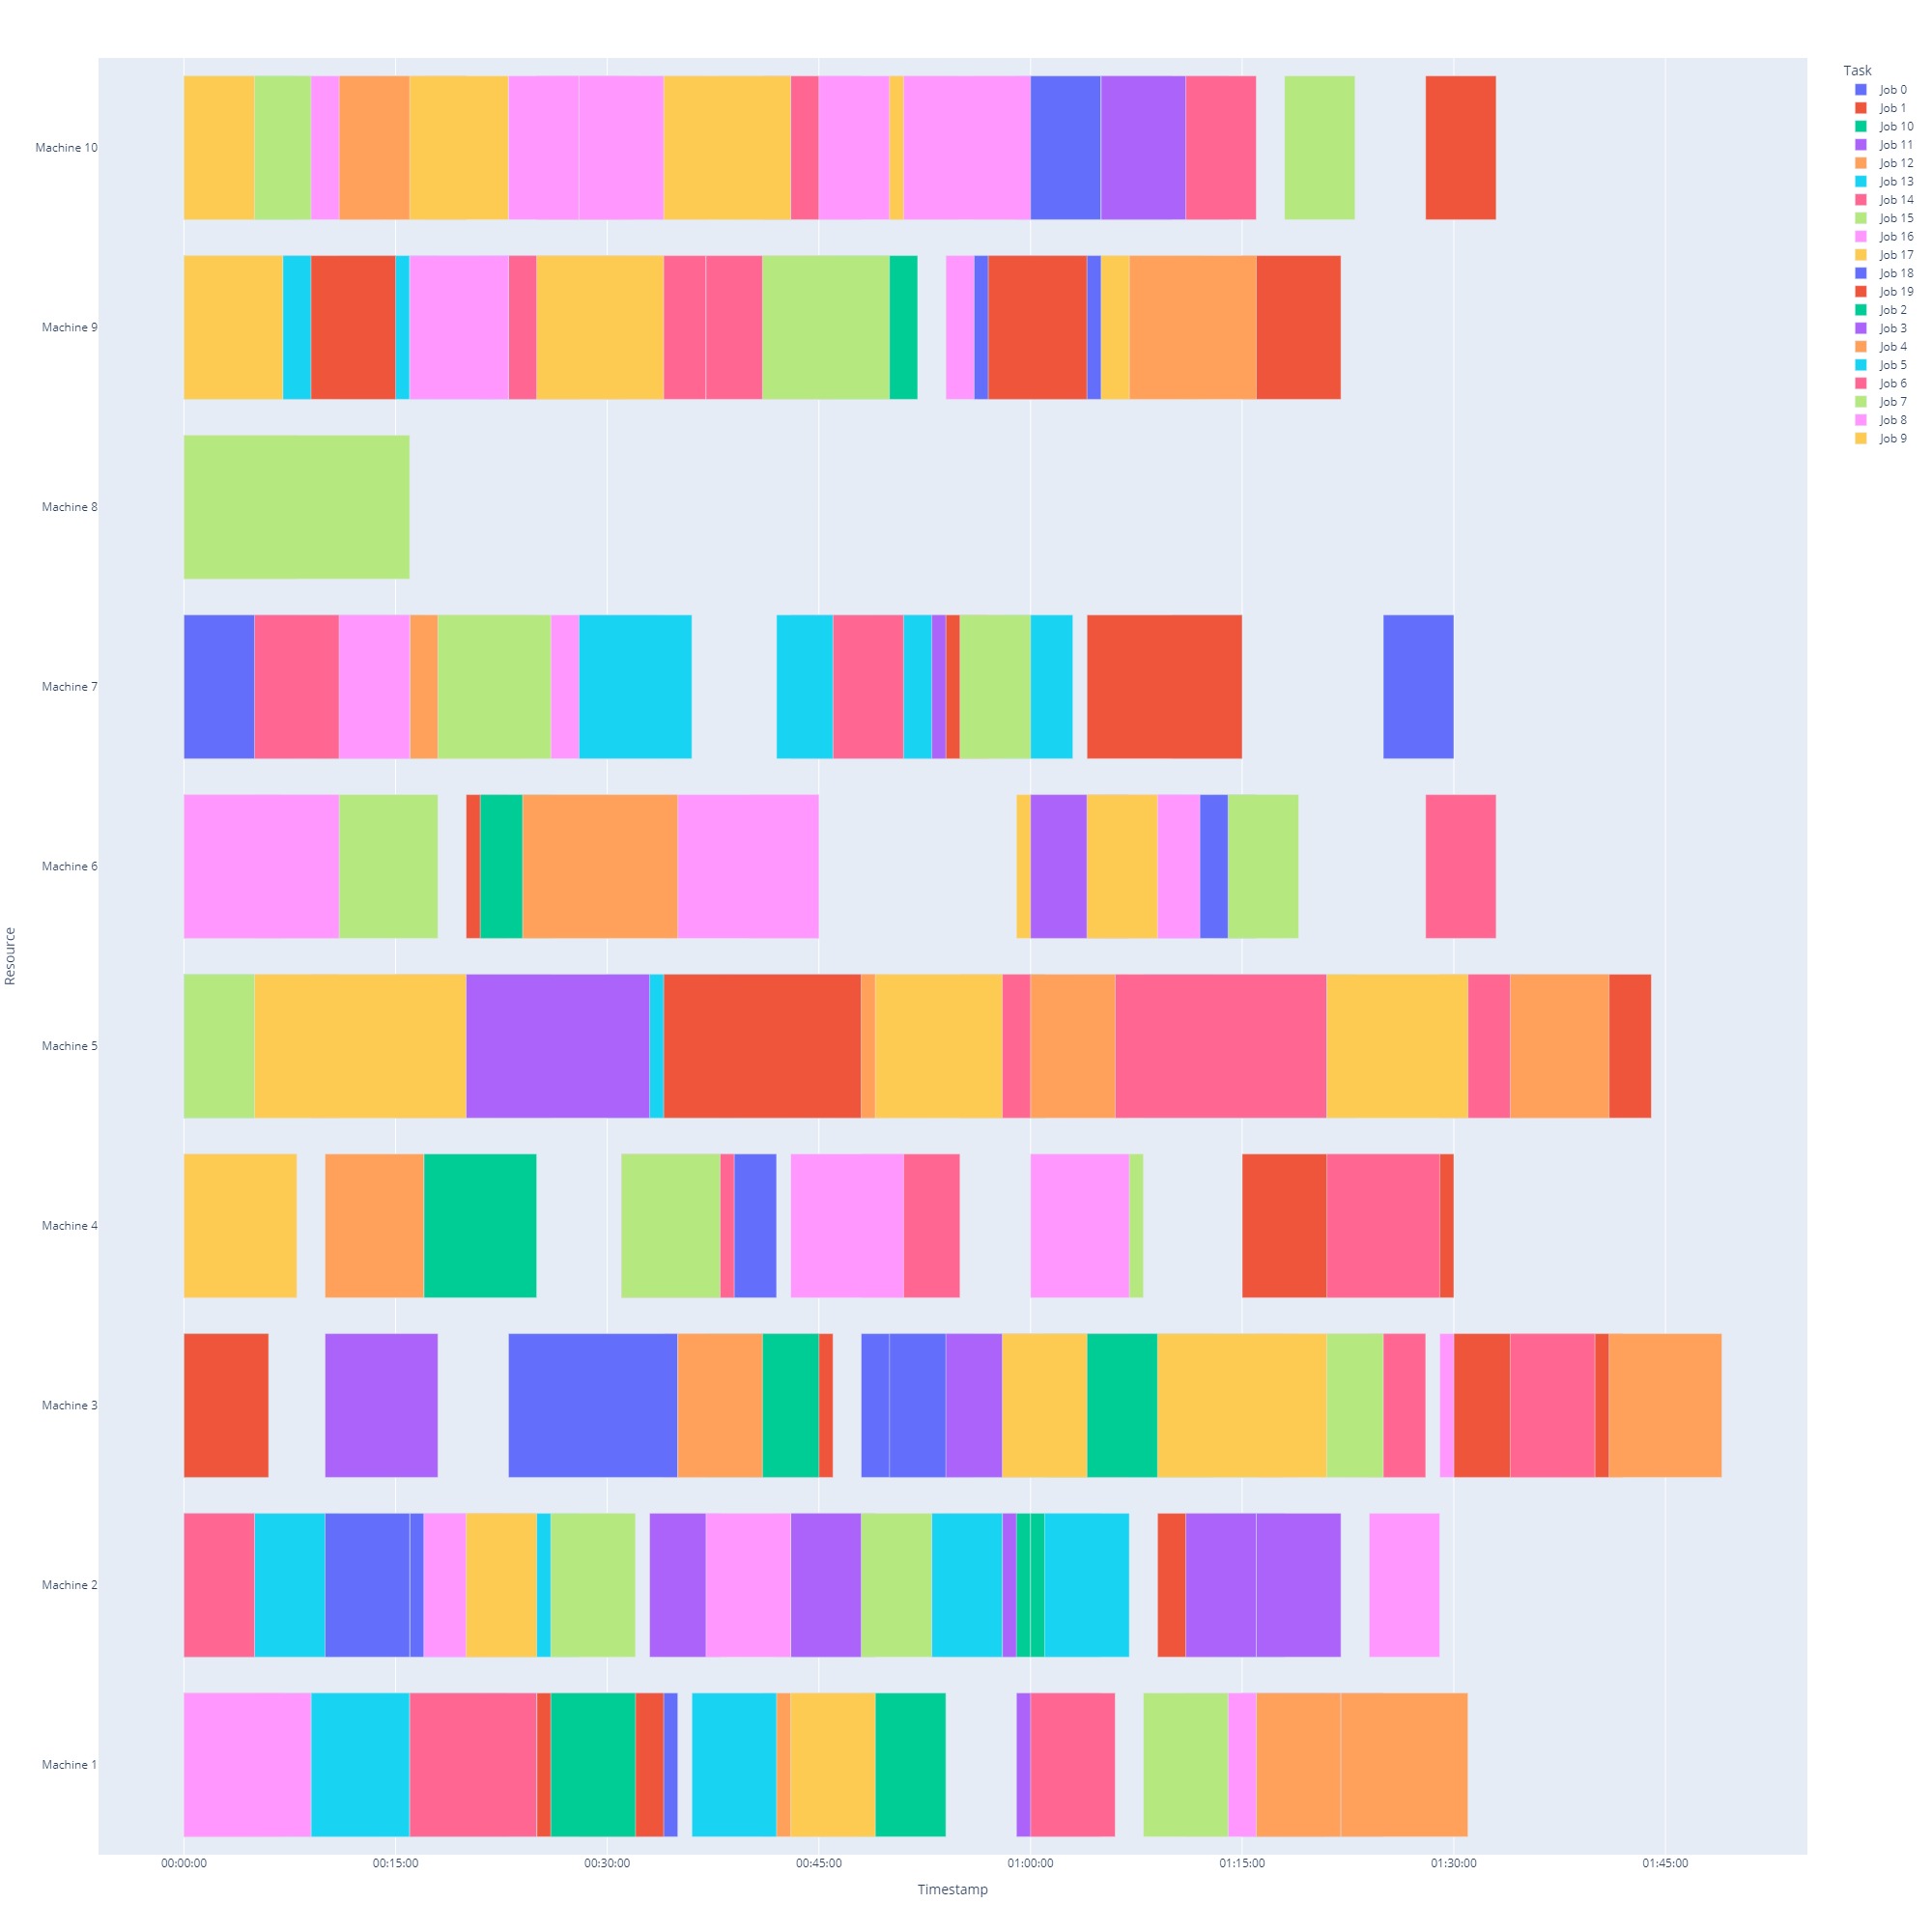 Task
Job 0
Job 1
Job 10
Job 11
Job 12
Job 13
Job 14
Job 15
Job 16
Job 17
Job 18
Job 19
Job 2
Job 3
Job 4
Job 5
Job 6
Job 7
Job 8
Job 9
Machine 10
Machine 9
Machine 8
Machine 7
Machine 6
Machine 5
Machine 4
Machine 3
Machine 2
Machine 1
Resource
00:00:00 00:15:00 00:30:00 00:45:00 01:00:00 01:15:00 01:30:00 01:45:00
Timestamp